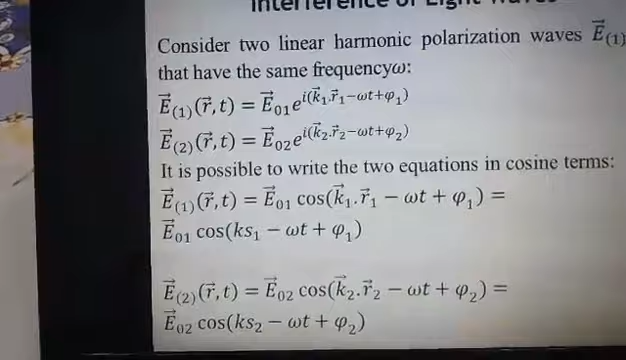 Interference of Light Waves
Consider two linear harmonic polarization waves E⃗(1)
that have the same frequencyω:
E⃗(1)(r⃗,t) = E⃗01e^i(k⃗1.r⃗1−ωt+φ1)
E⃗(2)(r⃗,t) = E⃗02e^i(k⃗2.r⃗2−ωt+φ2)
It is possible to write the two equations in cosine terms:
E⃗(1)(r⃗,t) = E⃗01 cos(k⃗1.r⃗1 − ωt + φ1) =
E⃗01 cos(ks1 − ωt + φ1)
E⃗(2)(r⃗,t) = E⃗02 cos(k⃗2.r⃗2 − ωt + φ2) =
E⃗02 cos(ks2 − ωt + φ2)